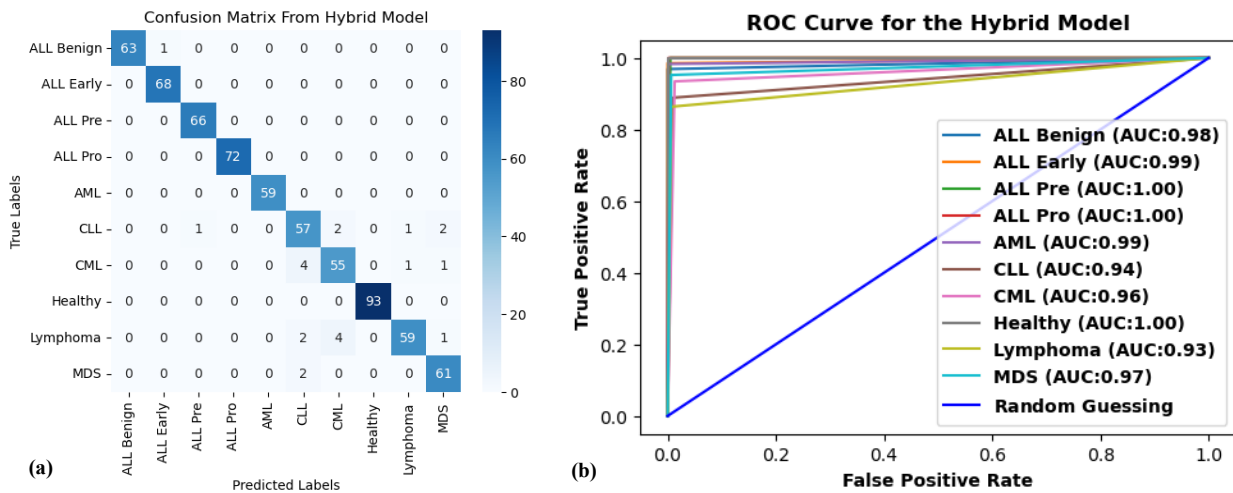 Confusion Matrix From Hybrid Model
True Labels
ALL Benign 63 1 0 0 0 0 0 0 0 0
ALL Early 0 68 0 0 0 0 0 0 0 0
ALL Pre 0 0 66 0 0 0 0 0 0 0
ALL Pro 0 0 0 72 0 0 0 0 0 0
AML 0 0 0 0 59 0 0 0 0 0
CLL 0 0 1 0 0 57 2 0 1 2
CML 0 0 0 0 0 4 55 0 1 1
Healthy 0 0 0 0 0 0 0 93 0 0
Lymphoma 0 0 0 0 0 2 4 0 59 1
MDS 0 0 0 0 0 2 0 0 0 61
ALL Benign
ALL Early
ALL Pre
ALL Pro
AML
CLL
CML
Healthy
Lymphoma
MDS
Predicted Labels
80
60
40
20
0
(a)
ROC Curve for the Hybrid Model
True Positive Rate
1.0
0.8
0.6
0.4
0.2
0.0
ALL Benign (AUC:0.98)
ALL Early (AUC:0.99)
ALL Pre (AUC:1.00)
ALL Pro (AUC:1.00)
AML (AUC:0.99)
CLL (AUC:0.94)
CML (AUC:0.96)
Healthy (AUC:1.00)
Lymphoma (AUC:0.93)
MDS (AUC:0.97)
Random Guessing
0.0 0.2 0.4 0.6 0.8 1.0
False Positive Rate
(b)